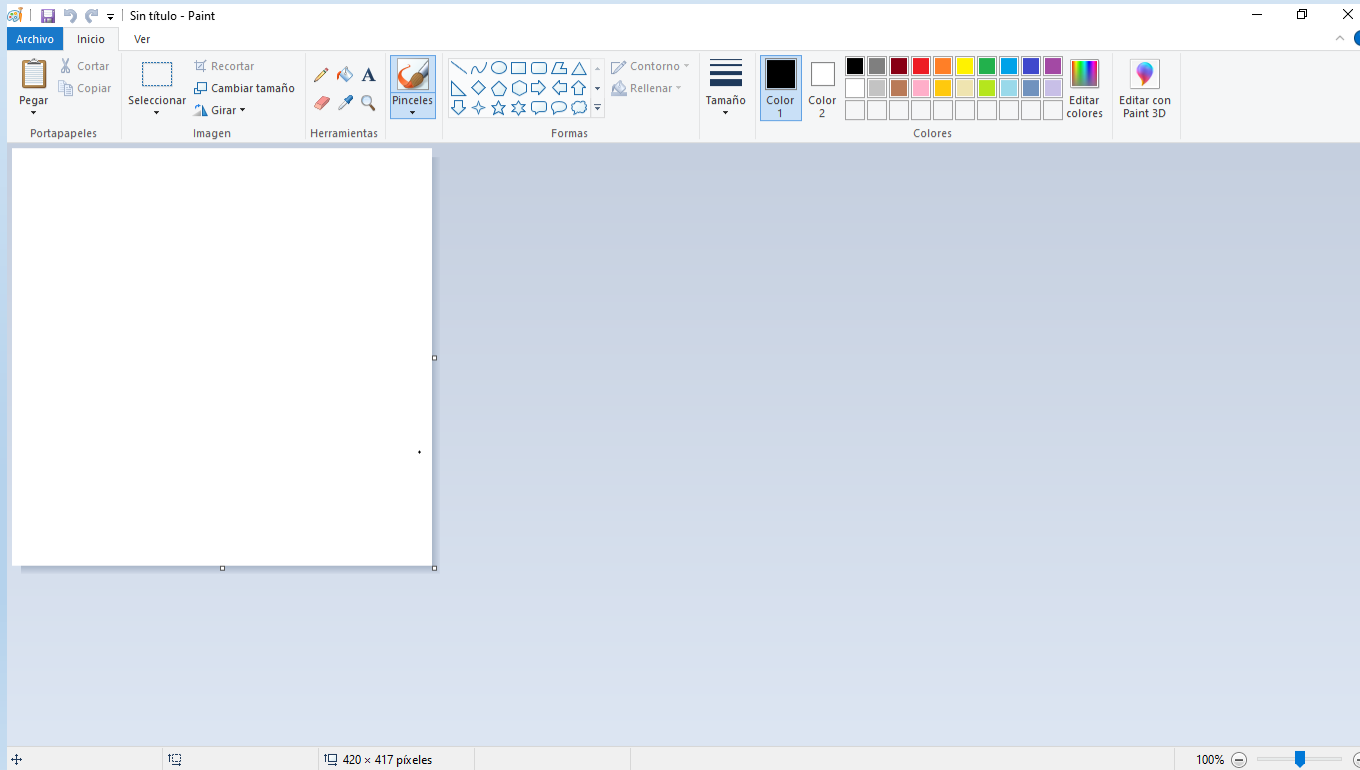 Sin título - Paint
Archivo Inicio Ver
Pegar
Cortar
Copiar
Portapapeles
Seleccionar
Recortar
Cambiar tamaño
Girar
Imagen
A
Herramientas
Pinceles
Contorno
Rellenar
Formas
Tamaño
Color
1
Color
2
Editar
colores
Colores
Editar con
Paint 3D
420 × 417 píxeles
100%